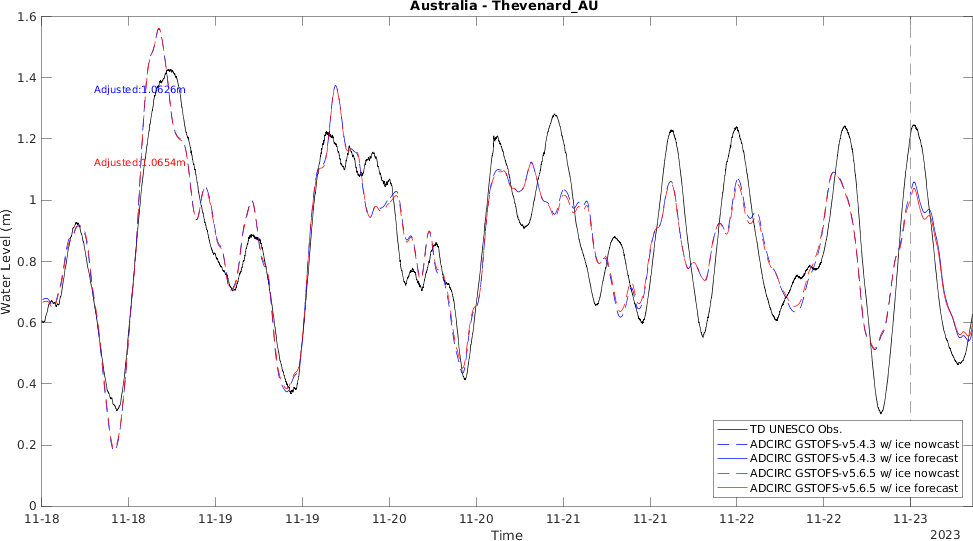 Australia - Thevenard_AU
1.6
1.4
1.2
1
0.8
0.6
0.4
0.2
0
Water Level (m)
Adjusted:1.0626m
Adjusted:1.0654m
TD UNESCO Obs.
ADCIRC GSTOFS-v5.4.3 w/ ice nowcast
ADCIRC GSTOFS-v5.4.3 w/ ice forecast
ADCIRC GSTOFS-v5.6.5 w/ ice nowcast
ADCIRC GSTOFS-v5.6.5 w/ ice forecast
11-18 11-18 11-19 11-19 11-20 11-20 11-21 11-21 11-22 11-22 11-23
Time
2023